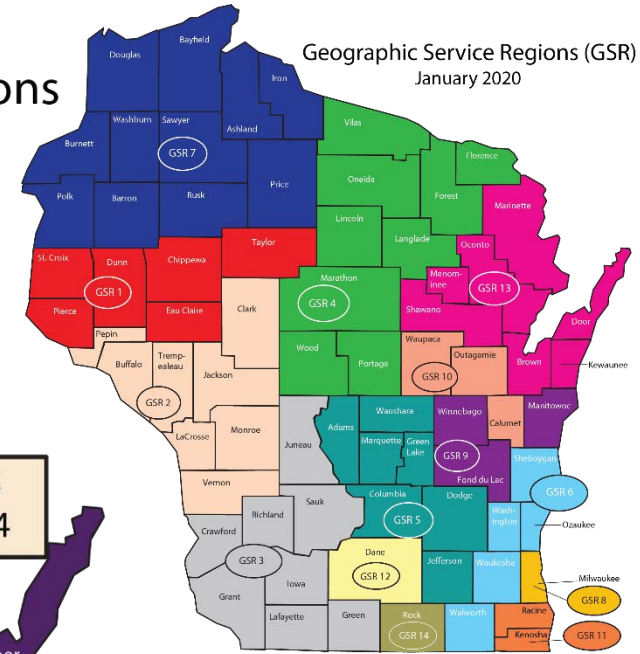 ons
Geographic Service Regions (GSR)
January 2020
Douglas
Bayfield
Iron
Ashland
Washburn
Sawyer
Burnett
GSR 7
Polk
Barron
Rusk
Price
Vilas
Florence
Oneida
Forest
Lincoln
Langlade
Marathon
GSR 4
Wood
Portage
Marinette
Oconto
Menom-
inee
GSR 13
Shawano
Door
Brown
Kewaunee
St. Croix
Dunn
Chippewa
Taylor
GSR 1
Pierce
Eau Claire
Pepin
Clark
Buffalo
Tremp-
ealeau
Jackson
GSR 2
LaCrosse
Monroe
Vernon
Waupaca
Outagamie
GSR 10
Calumet
Winnebago
Manitowoc
GSR 9
Fond du Lac
Adams
Waushara
Marquette
Green
Lake
Columbia
Dodge
GSR 5
Jefferson
Sheboygan
GSR 6
Wash-
ington
Ozaukee
Waukesha
Walworth
Juneau
Sauk
Richland
Crawford
GSR 3
Iowa
Grant
Lafayette
Green
Dane
GSR 12
Rock
GSR 14
Milwaukee
GSR 8
Racine
Kenosha
GSR 11
4